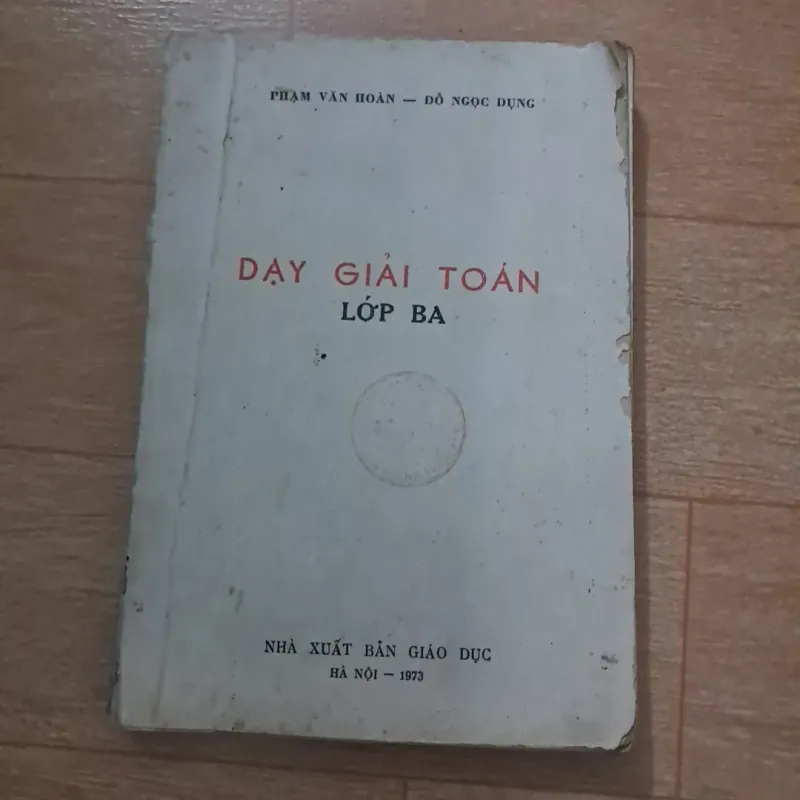 PHẠM VĂN HOÀN — ĐỖ NGỌC DỤNG
DẠY GIẢI TOÁN
LỚP BA
NHÀ XUẤT BẢN GIÁO DỤC
HÀ NỘI — 1973